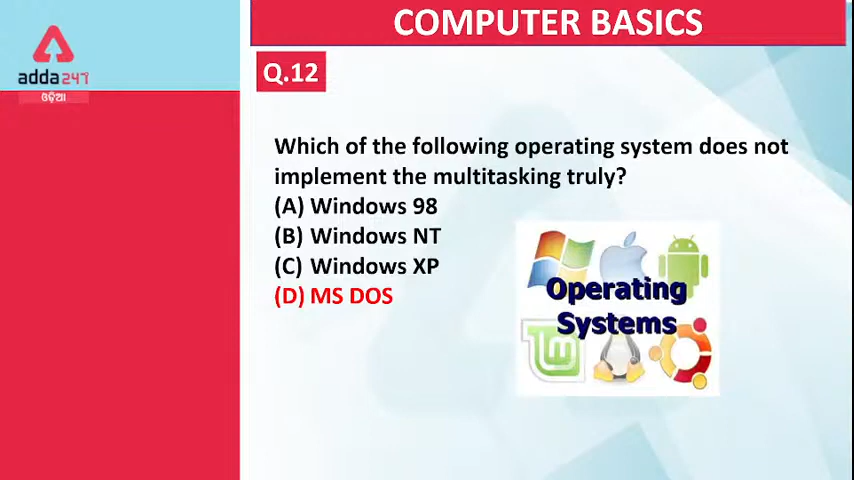 COMPUTER BASICS
adda247
ଓଡ଼ିଆ
Q.12
Which of the following operating system does not
implement the multitasking truly?
(A) Windows 98
(B) Windows NT
(C) Windows XP
(D) MS DOS
Operating
Systems